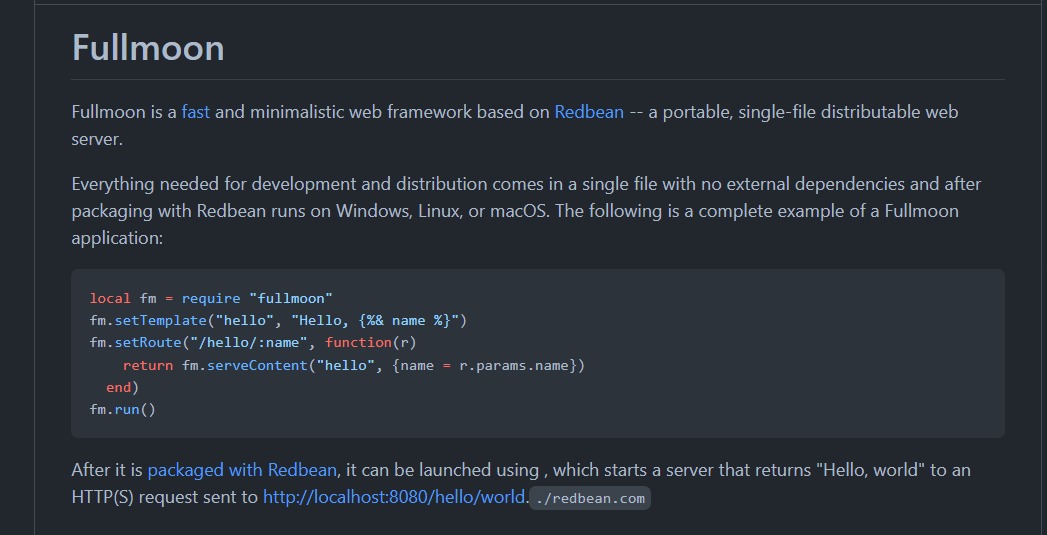 Fullmoon
Fullmoon is a fast and minimalistic web framework based on Redbean -- a portable, single-file distributable web
server.
Everything needed for development and distribution comes in a single file with no external dependencies and after
packaging with Redbean runs on Windows, Linux, or macOS. The following is a complete example of a Fullmoon
application:
local fm = require "fullmoon"
fm.setTemplate("hello", "Hello, {%& name %}")
fm.setRoute("/hello/:name", function(r)
    return fm.serveContent("hello", {name = r.params.name})
  end)
fm.run()
After it is packaged with Redbean, it can be launched using , which starts a server that returns "Hello, world" to an
HTTP(S) request sent to http://localhost:8080/hello/world. ./redbean.com